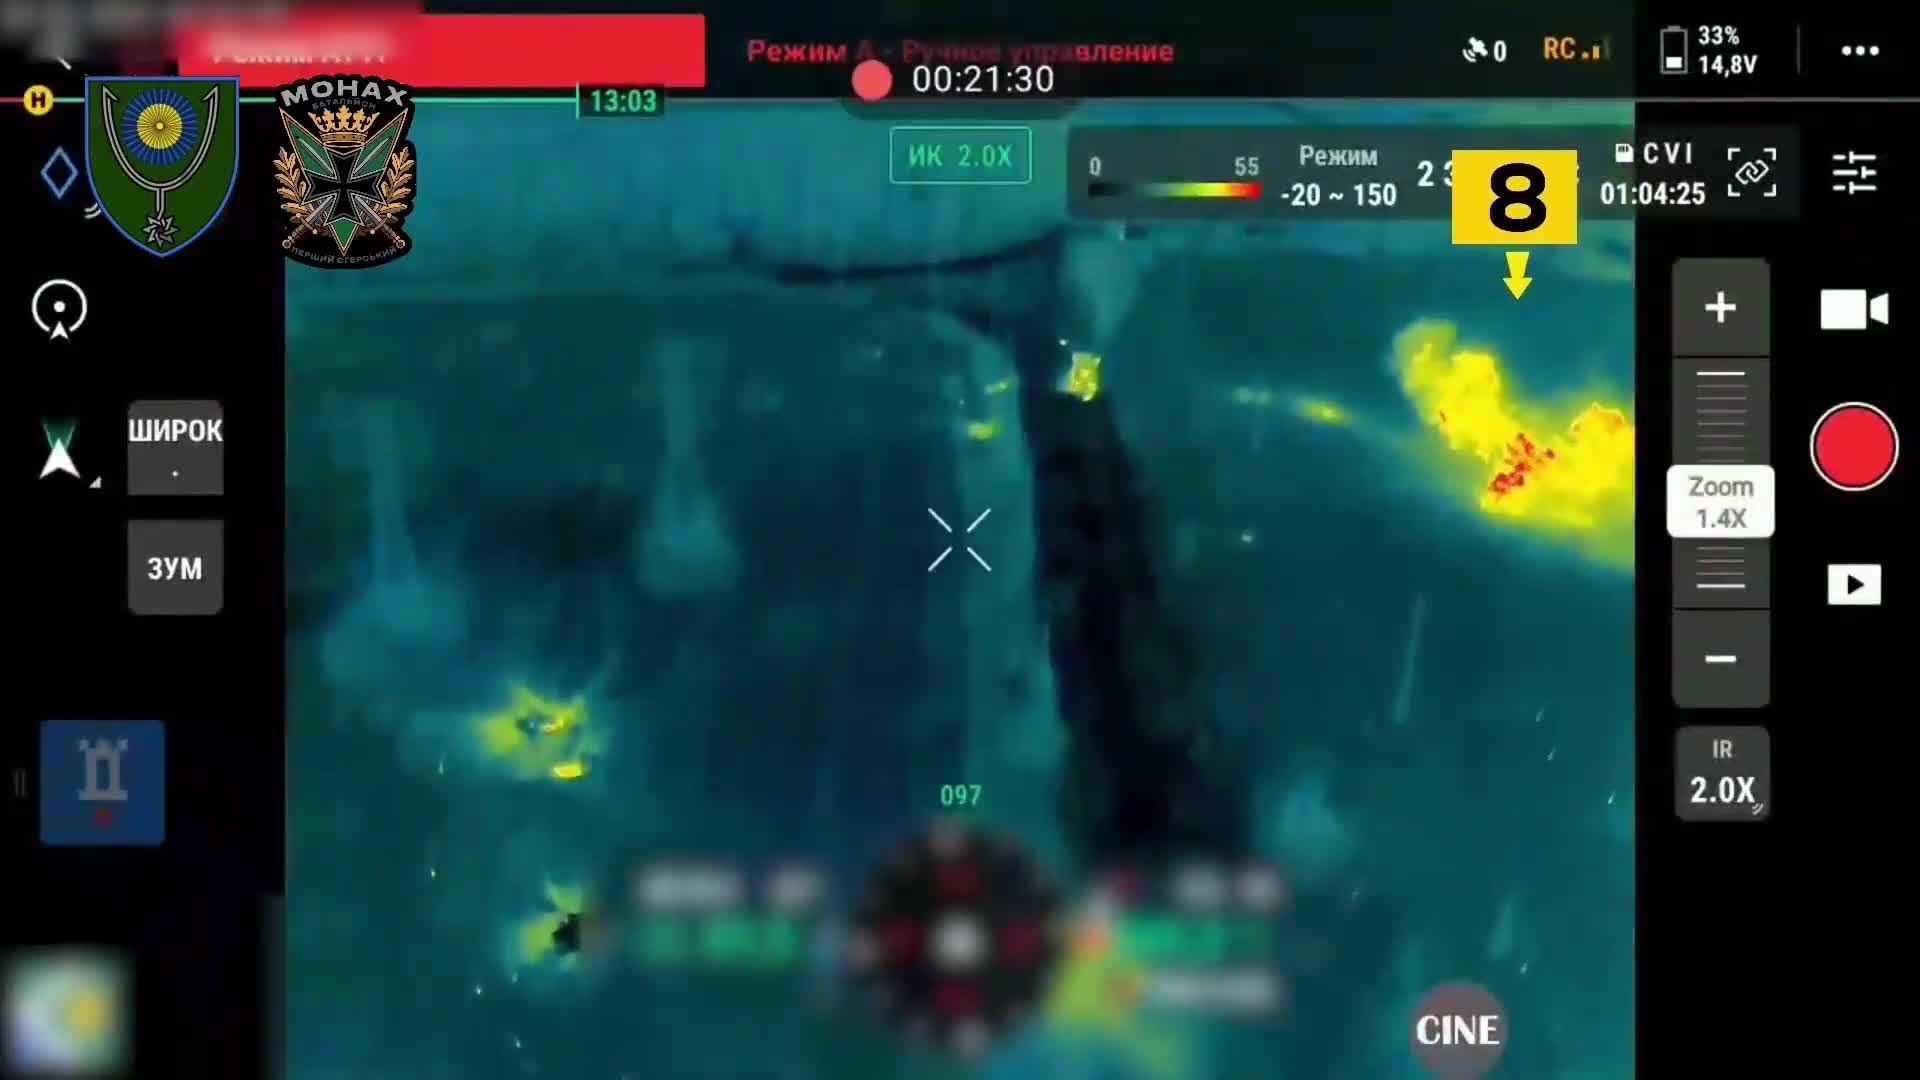 Режим А - Ручное управление
00:21:30
0
RC
33%
14,8V
H
13:03
МОНАХ
БАТАЛЬЙОН
ПЕРШИЙ ЄГЕРСЬКИЙ
ИК 2.0X
0
55
Режим
-20 ~ 150
2
8
CVI
01:04:25
ШИРОК
ЗУМ
Zoom
1.4X
IR
2.0X
097
CINE